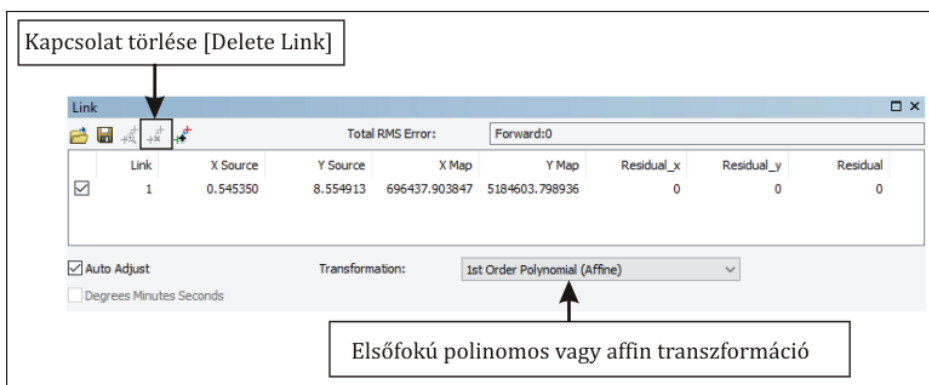 Kapcsolat törlése [Delete Link]
Link
Total RMS Error: Forward:0
Link X Source Y Source X Map Y Map Residual_x Residual_y Residual
1 0.545350 8.554913 696437.903847 5184603.798936 0 0 0
Auto Adjust Transformation: 1st Order Polynomial (Affine)
Degrees Minutes Seconds
Elsőfokú polinomos vagy affin transzformáció